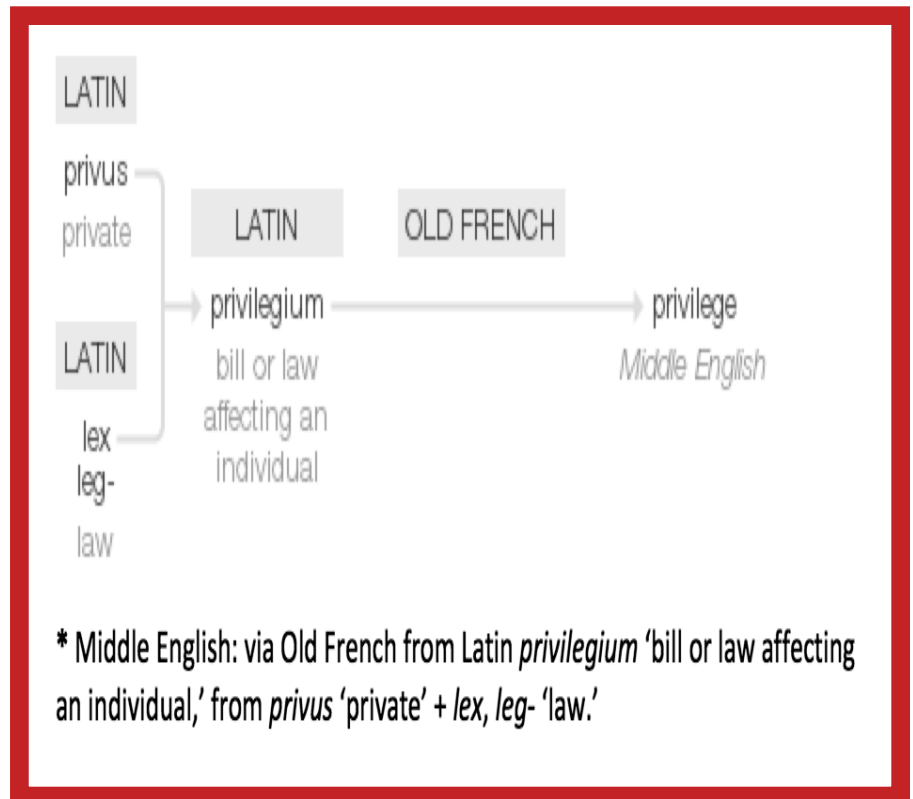 LATIN
privus
private
LATIN
lex
leg-
law
LATIN
privilegium
bill or law
affecting an
individual
OLD FRENCH
privilege
Middle English
* Middle English: via Old French from Latin privilegium ‘bill or law affecting
an individual,’ from privus ‘private’ + lex, leg- ‘law.’